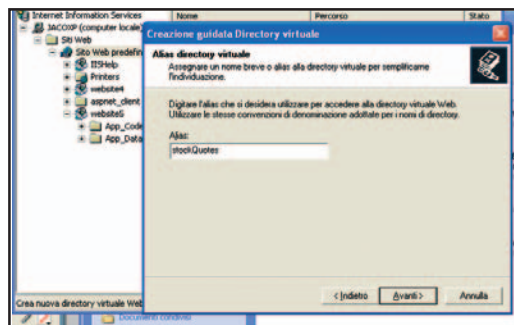 Internet Information Services
Nome
Percorso
Stato
JACOXP (computer locale)
Siti Web
Sito Web predefin
IISHelp
Printers
website4
aspnet_client
website5
App_Code
App_Data
Creazione guidata Directory virtuale
Alias directory virtuale
Assegnare un nome breve o alias alla directory virtuale per semplificarne
l'individuazione.
Digitare l'alias che si desidera utilizzare per accedere alla directory virtuale Web.
Utilizzare le stesse convenzioni di denominazione adottate per i nomi di directory.
Alias:
stockQuotes
< Indietro
Avanti >
Annulla
Crea nuova directory virtuale Web
Documenti condivisi